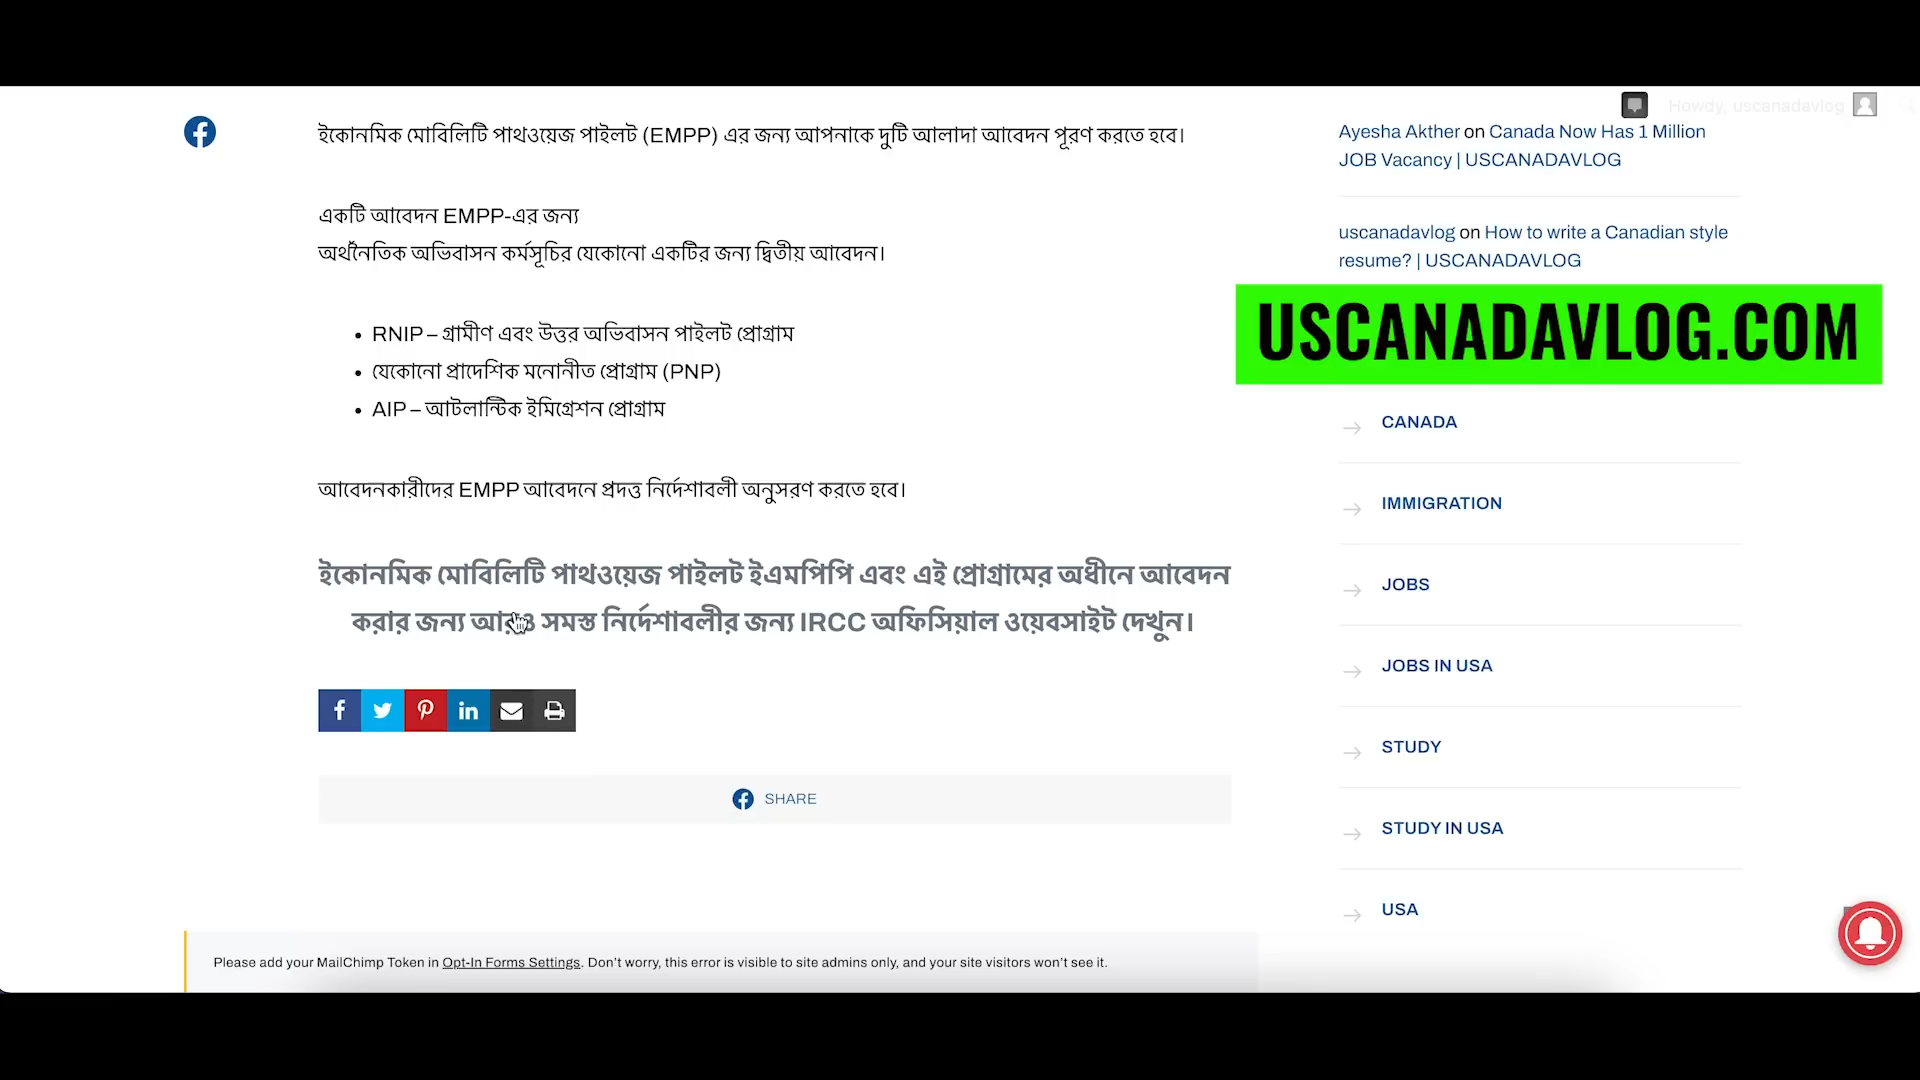 Howdy, uscanadavlog
ইকোনমিক মোবিলিটি পাথওয়েজ পাইলট (EMPP) এর জন্য আপনাকে দুটি আলাদা আবেদন পূরণ করতে হবে।
একটি আবেদন EMPP-এর জন্য
অর্থনৈতিক অভিবাসন কর্মসূচির যেকোনো একটির জন্য দ্বিতীয় আবেদন।
• RNIP – গ্রামীণ এবং উত্তর অভিবাসন পাইলট প্রোগ্রাম
• যেকোনো প্রাদেশিক মনোনীত প্রোগ্রাম (PNP)
• AIP – আটলান্টিক ইমিগ্রেশন প্রোগ্রাম
আবেদনকারীদের EMPP আবেদনে প্রদত্ত নির্দেশাবলী অনুসরণ করতে হবে।
ইকোনমিক মোবিলিটি পাথওয়েজ পাইলট ইএমপিপি এবং এই প্রোগ্রামের অধীনে আবেদন
করার জন্য আরও সমস্ত নির্দেশাবলীর জন্য IRCC অফিসিয়াল ওয়েবসাইট দেখুন।
SHARE
Please add your MailChimp Token in Opt-In Forms Settings. Don't worry, this error is visible to site admins only, and your site visitors won't see it.
Ayesha Akther on Canada Now Has 1 Million
JOB Vacancy | USCANADAVLOG
uscanadavlog on How to write a Canadian style
resume? | USCANADAVLOG
USCANADAVLOG.COM
CANADA
IMMIGRATION
JOBS
JOBS IN USA
STUDY
STUDY IN USA
USA